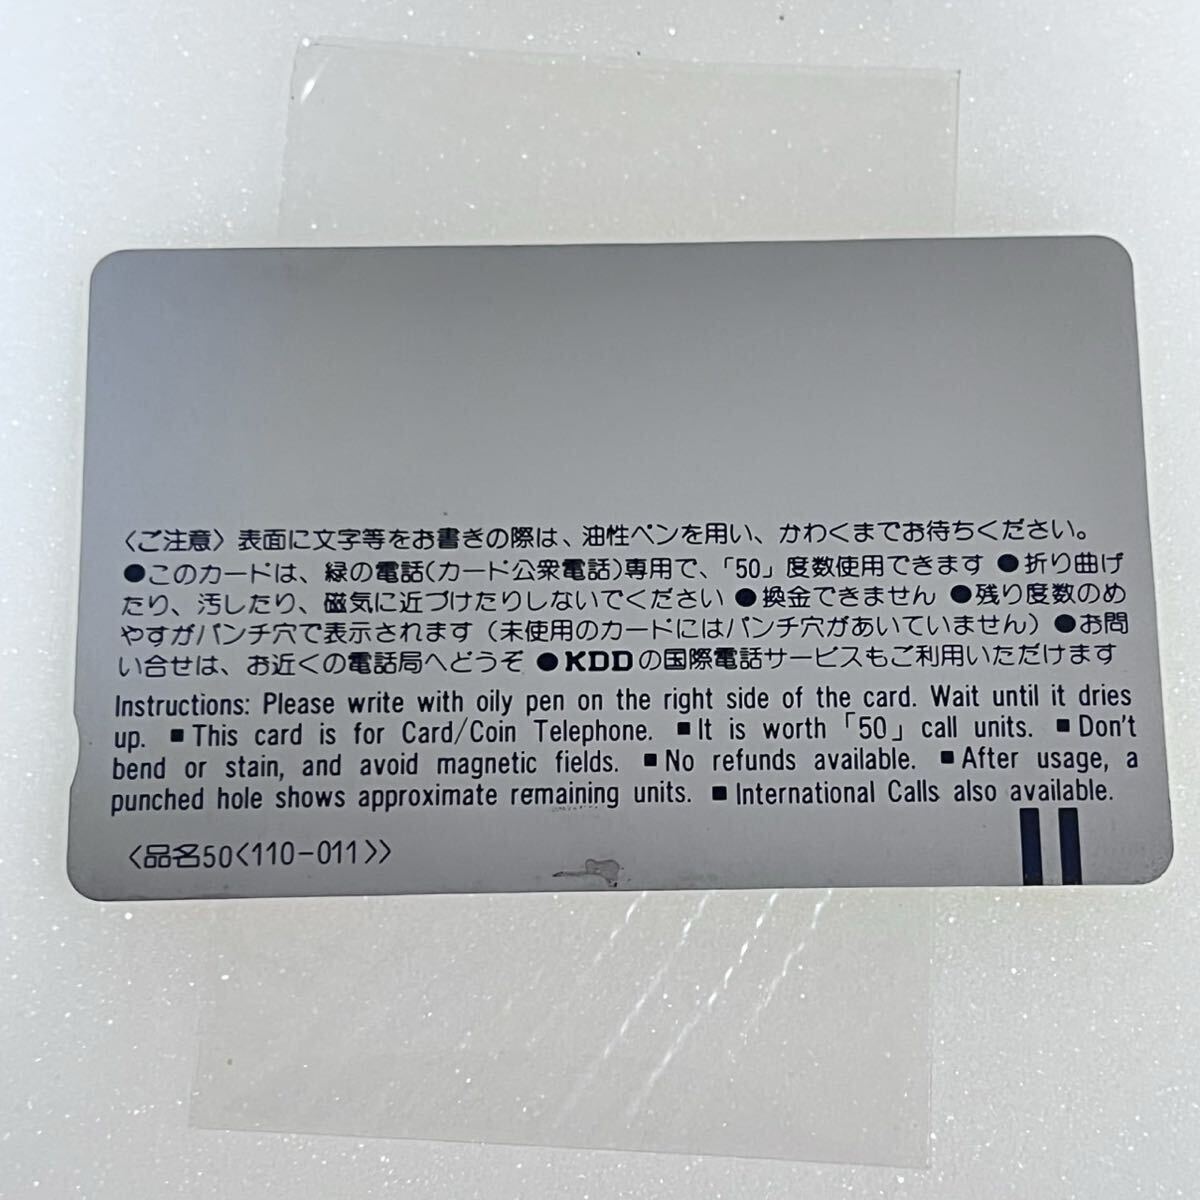 〈ご注意〉表面に文字等をお書きの際は、油性ペンを用い、かわくまでお待ちください。
●このカードは、緑の電話(カード公衆電話)専用で、「50」度数使用できます ●折り曲げ
たり、汚したり、磁気に近づけたりしないでください ●換金できません ●残り度数のめ
やすがパンチ穴で表示されます(未使用のカードにはパンチ穴があいていません) ●お問
い合せは、お近くの電話局へどうぞ ●KDDの国際電話サービスもご利用いただけます
Instructions: Please write with oily pen on the right side of the card. Wait until it dries
up. ■This card is for Card/Coin Telephone. ■It is worth「50」call units. ■Don't
bend or stain, and avoid magnetic fields. ■No refunds available. ■After usage, a
punched hole shows approximate remaining units. ■International Calls also available.
〈品名50〈110-011〉〉